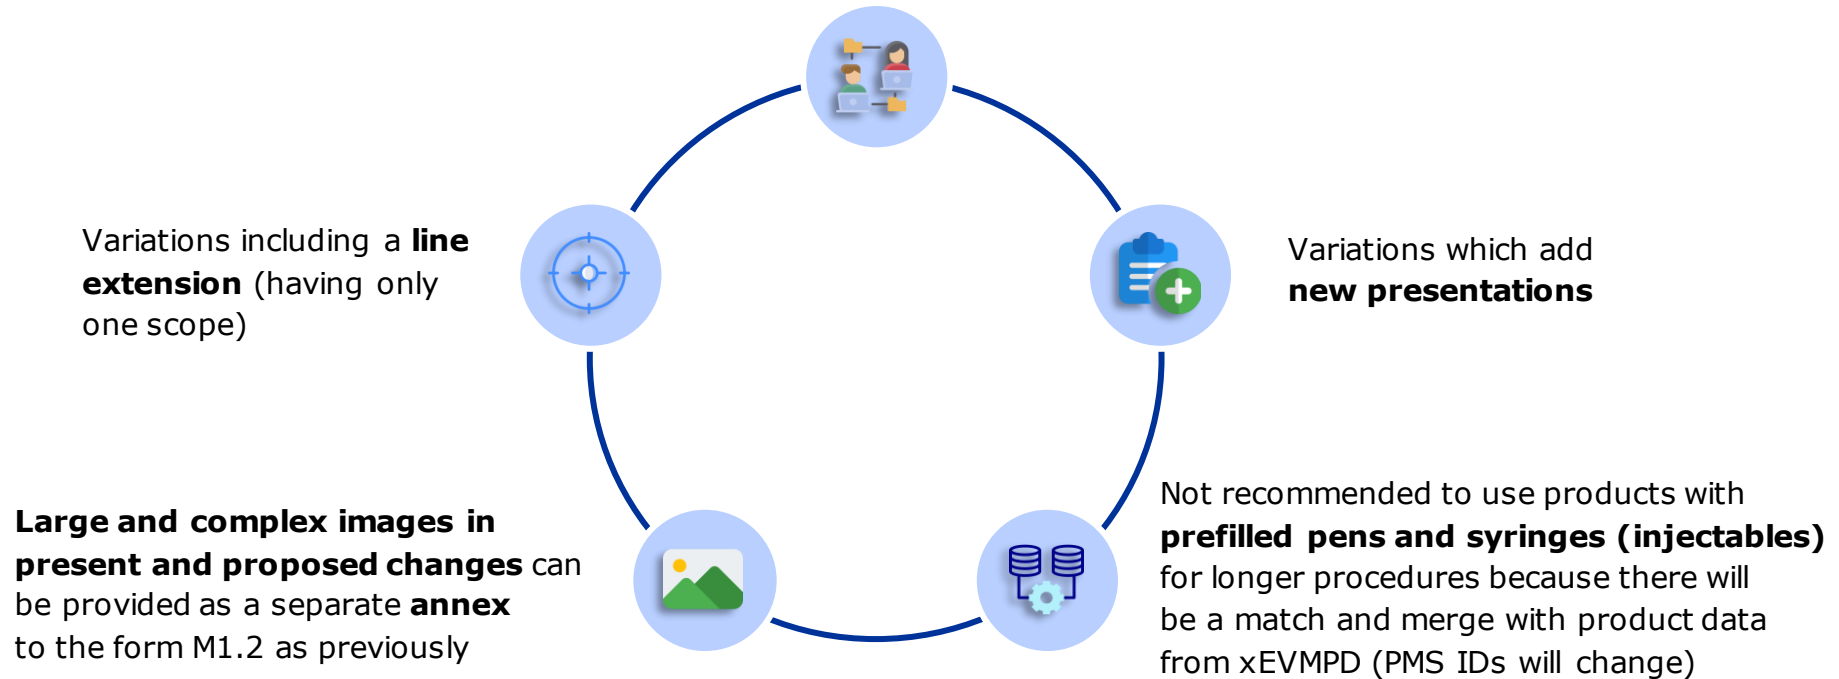 Variations including a line
extension (having only
one scope)
Variations which add
new presentations
Large and complex images in
present and proposed changes can
be provided as a separate annex
to the form M1.2 as previously
Not recommended to use products with
prefilled pens and syringes (injectables)
for longer procedures because there will
be a match and merge with product data
from xEVMPD (PMS IDs will change)